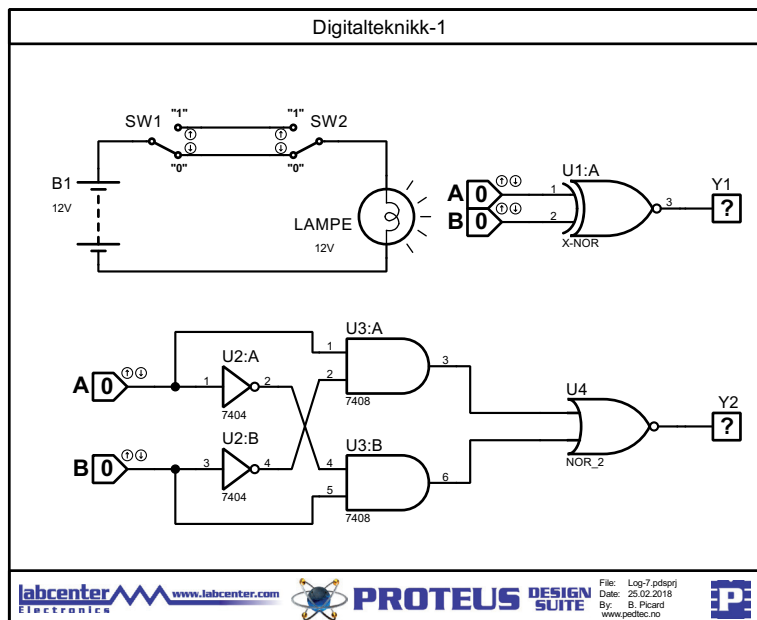 Digitalteknikk-1
"1" "1"
SW1 SW2
"0" "0"
B1
12V
LAMPE
12V
U1:A
A 0 1
B 0 2
3
X-NOR
Y1
?
U3:A
1
2
3
7408
U2:A
A 0 1 2
7404
U2:B
B 0 3 4
7404
U3:B
4
5
6
7408
U4
NOR_2
Y2
?
labcenter www.labcenter.com
Electronics
PROTEUS DESIGN SUITE
File: Log-7.pdsprj
Date: 25.02.2018
By: B. Picard
www.pedtec.no
P